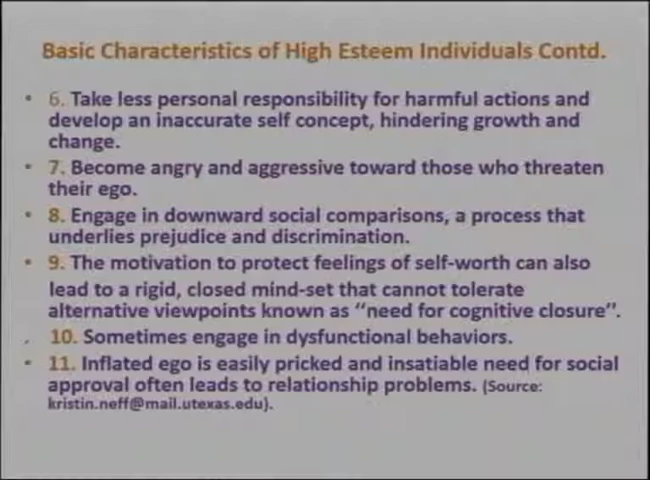 Basic Characteristics of High Esteem Individuals Contd.
• 6. Take less personal responsibility for harmful actions and
develop an inaccurate self concept, hindering growth and
change.
• 7. Become angry and aggressive toward those who threaten
their ego.
• 8. Engage in downward social comparisons, a process that
underlies prejudice and discrimination.
• 9. The motivation to protect feelings of self-worth can also
lead to a rigid, closed mind-set that cannot tolerate
alternative viewpoints known as “need for cognitive closure”.
. 10. Sometimes engage in dysfunctional behaviors.
• 11. Inflated ego is easily pricked and insatiable need for social
approval often leads to relationship problems. (Source:
kristin.neff@mail.utexas.edu).